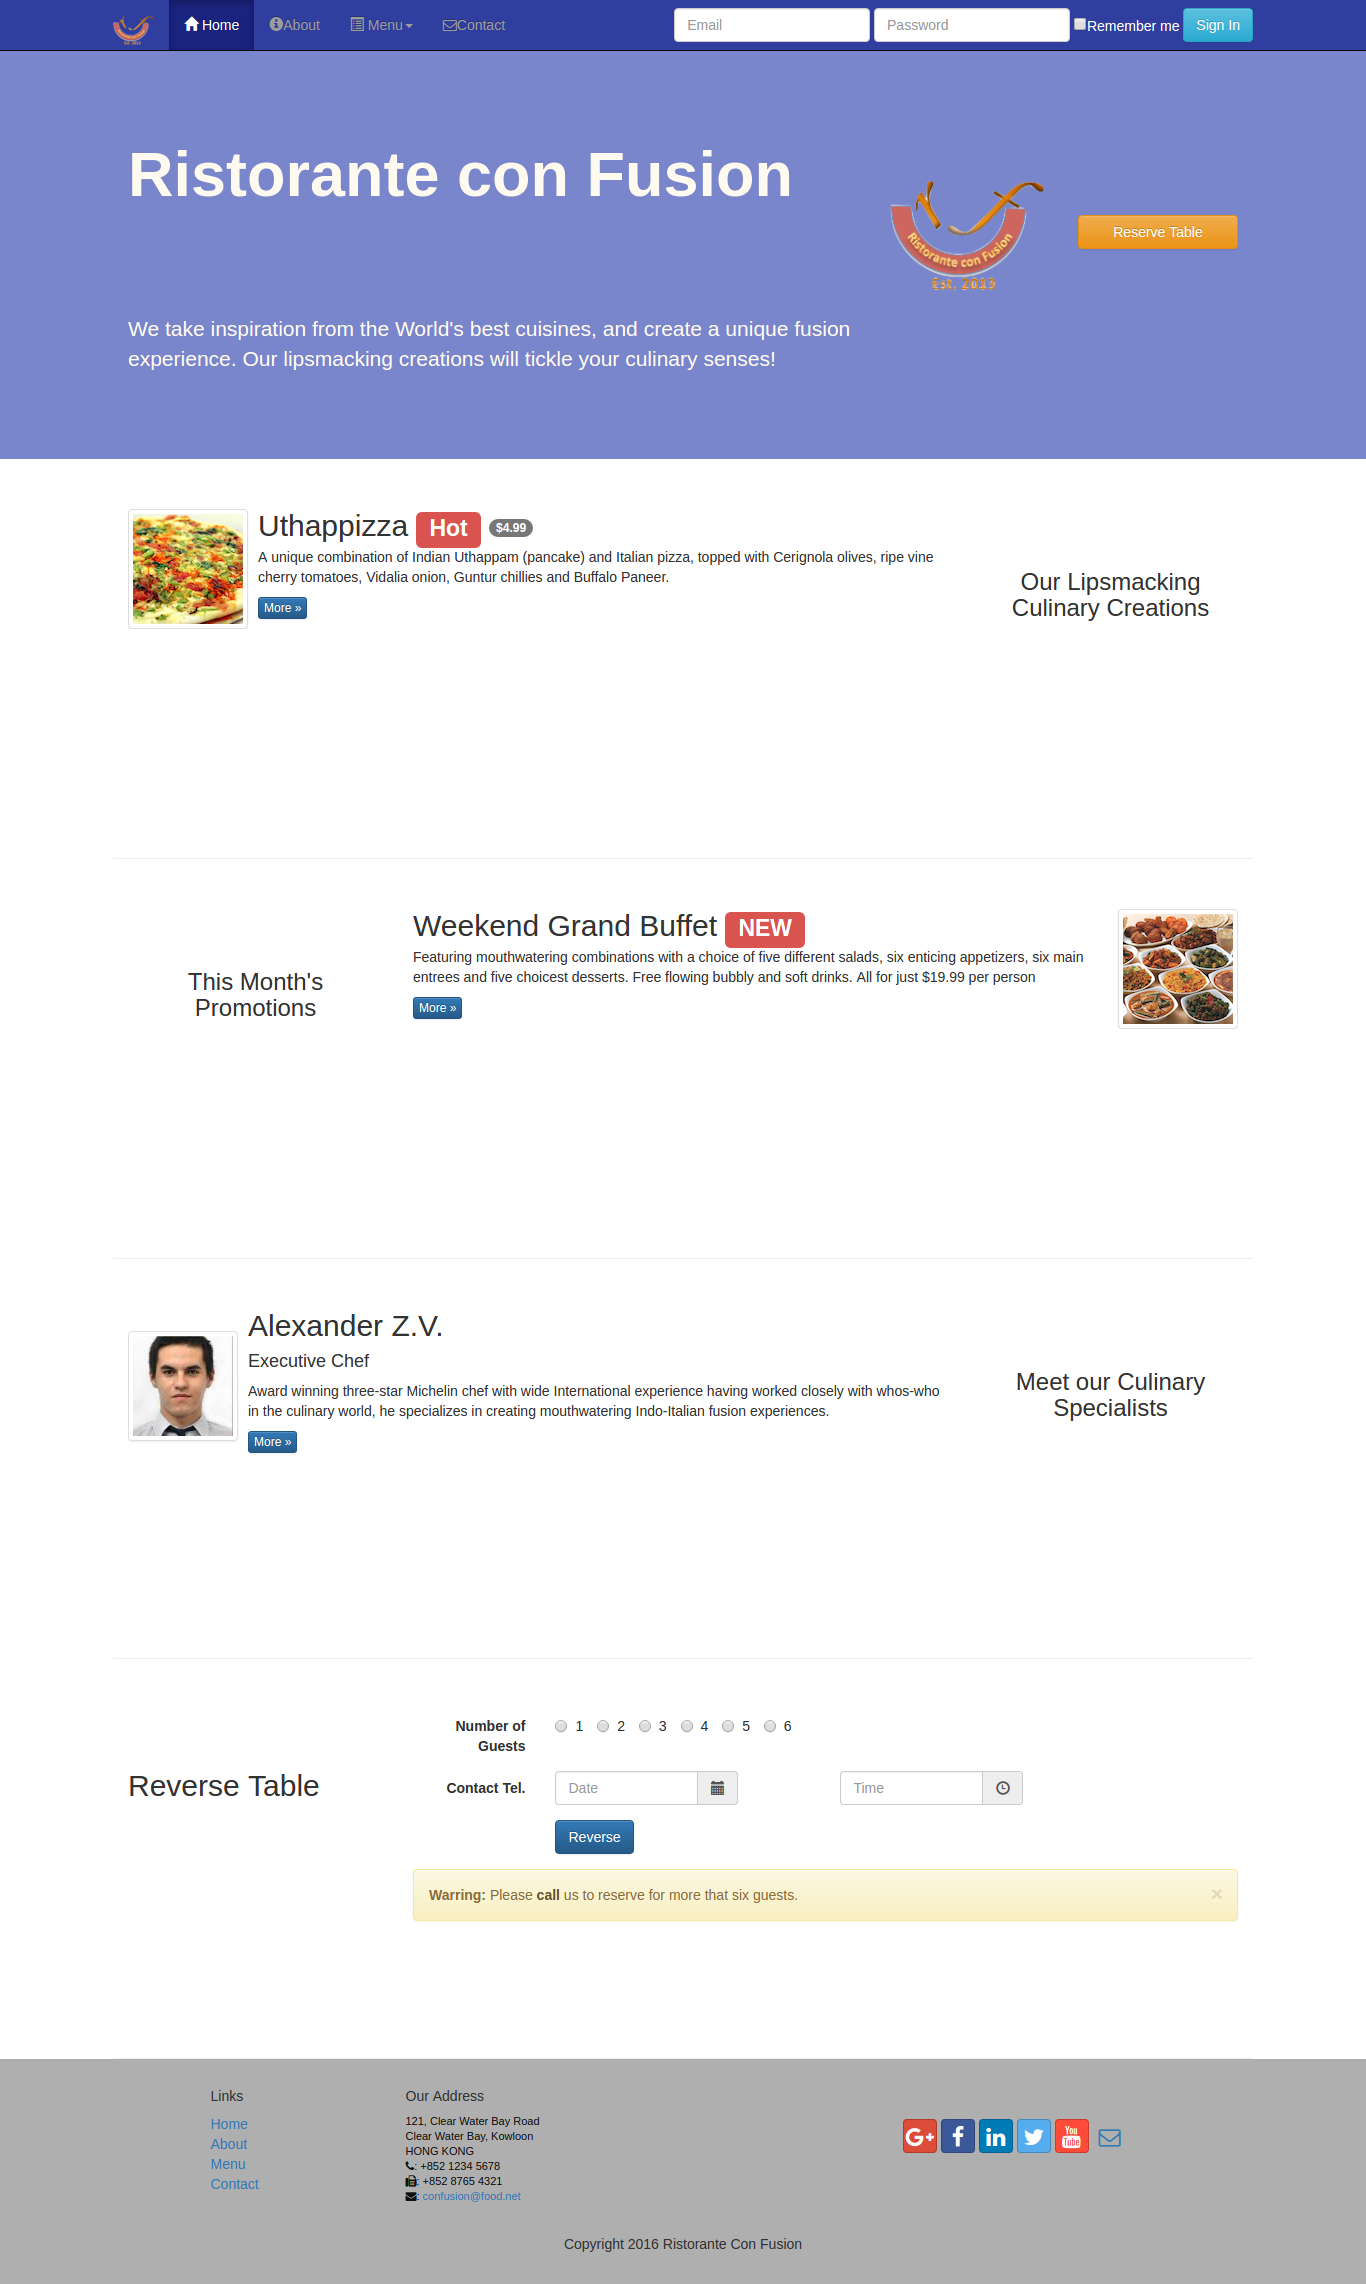 Est. 2013
Home About Menu Contact Email Password Remember me Sign In
Ristorante con Fusion
Ristorante con Fusion
Est. 2013
Reserve Table
We take inspiration from the World's best cuisines, and create a unique fusion
experience. Our lipsmacking creations will tickle your culinary senses!
Uthappizza Hot $4.99
A unique combination of Indian Uthappam (pancake) and Italian pizza, topped with Cerignola olives, ripe vine
cherry tomatoes, Vidalia onion, Guntur chillies and Buffalo Paneer.
More »
Our Lipsmacking
Culinary Creations
This Month's
Promotions
Weekend Grand Buffet NEW
Featuring mouthwatering combinations with a choice of five different salads, six enticing appetizers, six main
entrees and five choicest desserts. Free flowing bubbly and soft drinks. All for just $19.99 per person
More »
Alexander Z.V.
Executive Chef
Award winning three-star Michelin chef with wide International experience having worked closely with whos-who
in the culinary world, he specializes in creating mouthwatering Indo-Italian fusion experiences.
More »
Meet our Culinary
Specialists
Reverse Table
Number of
Guests
1 2 3 4 5 6
Contact Tel. Date Time
Reverse
Warring: Please call us to reserve for more that six guests. ×
Links
Home
About
Menu
Contact
Our Address
121, Clear Water Bay Road
Clear Water Bay, Kowloon
HONG KONG
: +852 1234 5678
: +852 8765 4321
: confusion@food.net
G+ f in You Tube
Copyright 2016 Ristorante Con Fusion